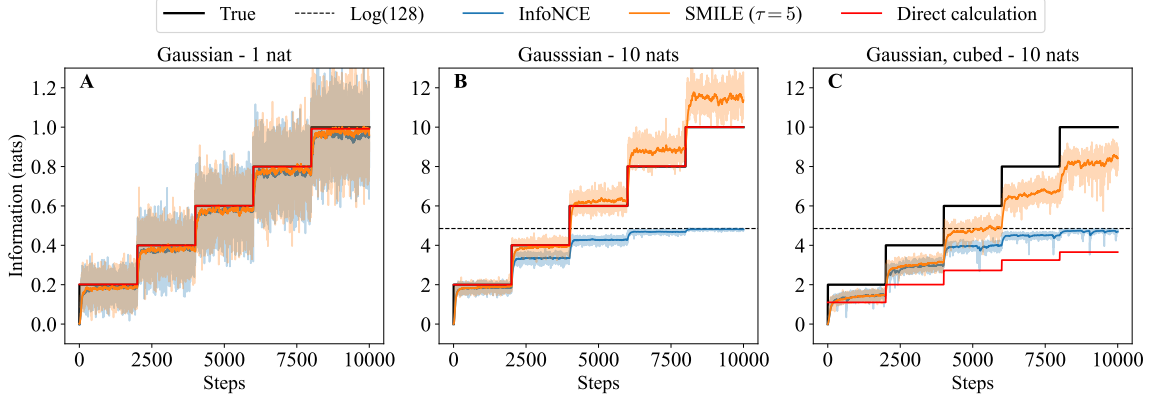 True Log(128) InfoNCE SMILE (τ = 5) Direct calculation
Gaussian - 1 nat
A
Information (nats)
1.2
1.0
0.8
0.6
0.4
0.2
0.0
0 2500 5000 7500 10000
Steps
Gausssian - 10 nats
B
12
10
8
6
4
2
0
0 2500 5000 7500 10000
Steps
Gaussian, cubed - 10 nats
C
12
10
8
6
4
2
0
0 2500 5000 7500 10000
Steps